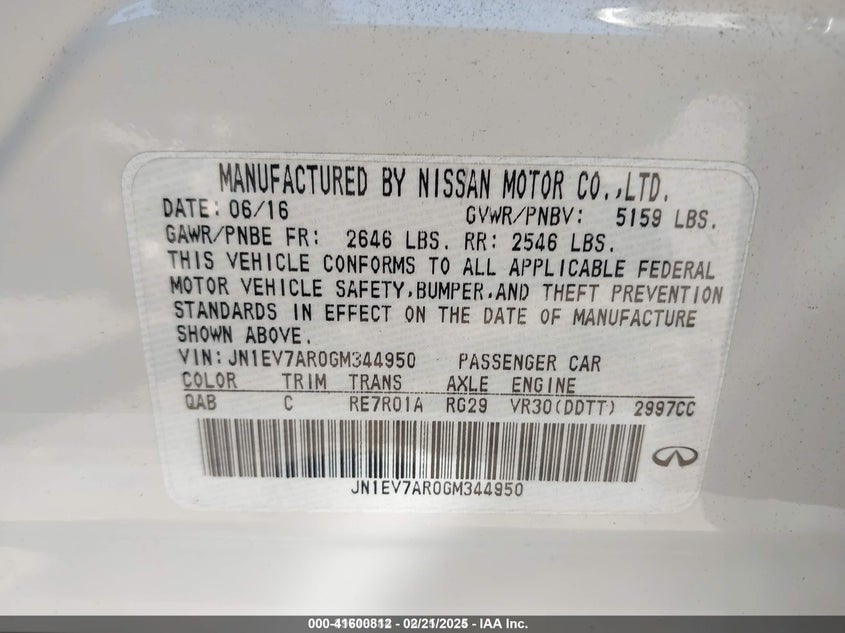 MANUFACTURED BY NISSAN MOTOR CO.,LTD.
DATE: 06/16 GVWR/PNBV: 5159 LBS.
GAWR/PNBE FR: 2646 LBS. RR: 2546 LBS.
THIS VEHICLE CONFORMS TO ALL APPLICABLE FEDERAL
MOTOR VEHICLE SAFETY,BUMPER,AND THEFT PREVENTION
STANDARDS IN EFFECT ON THE DATE OF MANUFACTURE
SHOWN ABOVE.
VIN: JN1EV7AR0GM344950 PASSENGER CAR
COLOR TRIM TRANS AXLE ENGINE
QAB C RE7R01A RG29 VR30(DDTT) 2997CC
JN1EV7AR0GM344950
000-41600812 - 02/21/2025 - IAA Inc.